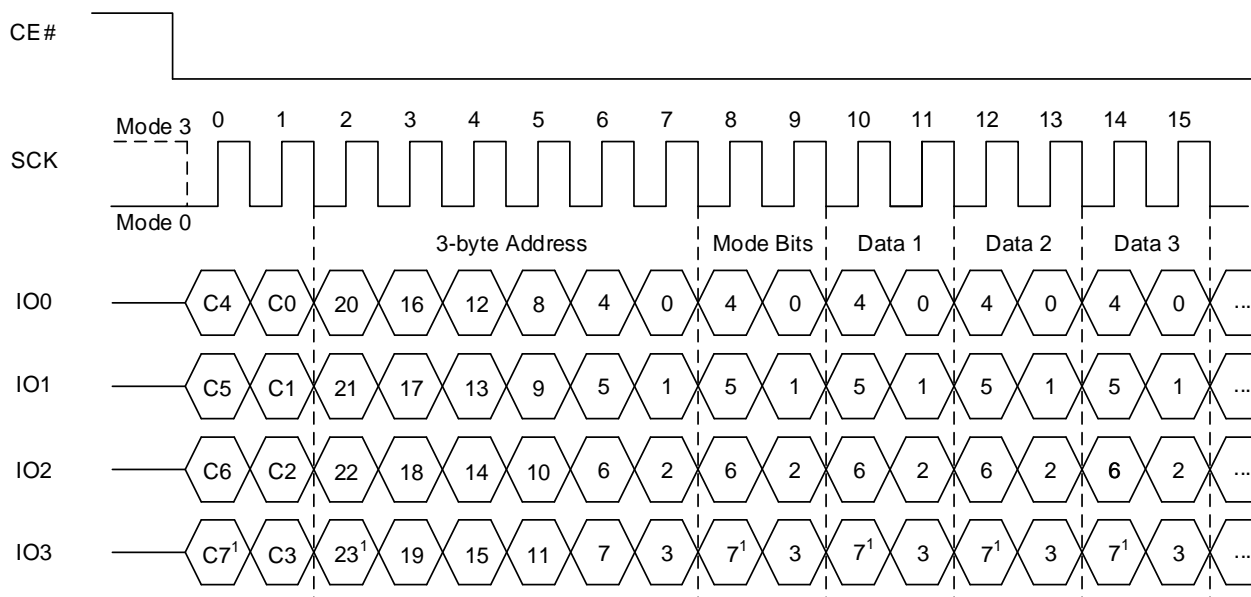 CE#
Mode 3 0 1 2 3 4 5 6 7 8 9 10 11 12 13 14 15
SCK
Mode 0
3-byte Address Mode Bits Data 1 Data 2 Data 3
IO0 C4 C0 20 16 12 8 4 0 4 0 4 0 4 0 4 0 ...
IO1 C5 C1 21 17 13 9 5 1 5 1 5 1 5 1 5 1 ...
IO2 C6 C2 22 18 14 10 6 2 6 2 6 2 6 2 6 2 ...
IO3 C7¹ C3 23¹ 19 15 11 7 3 7¹ 3 7¹ 3 7¹ 3 7¹ 3 ...